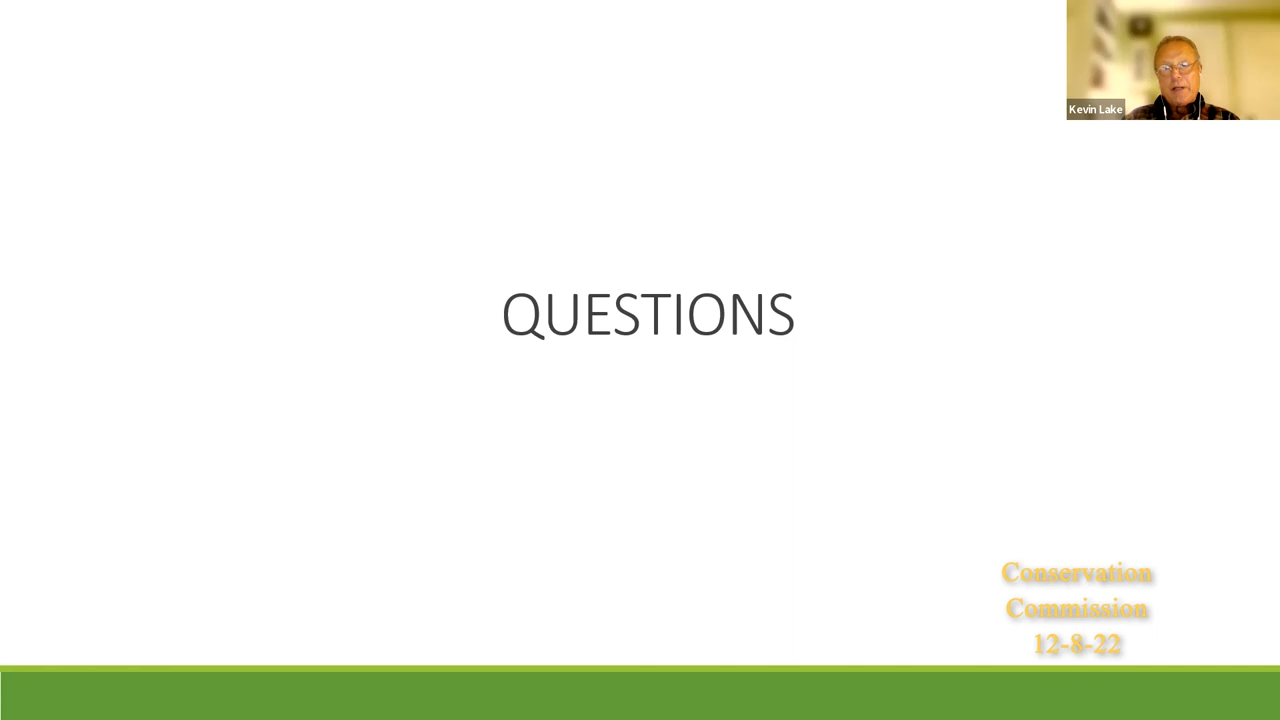 Kevin Lake
QUESTIONS
Conservation
Commission
12-8-22